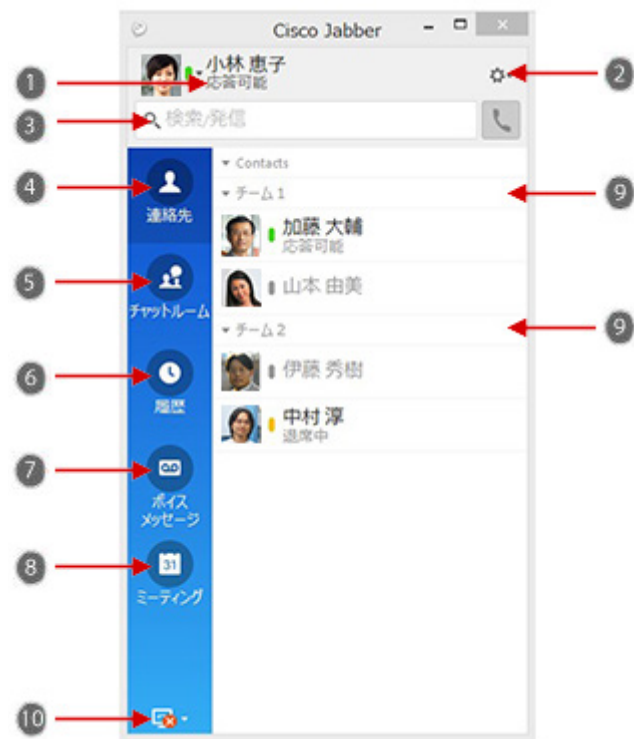 Cisco Jabber
小林 恵子
応答可能
検索/発信
Contacts
チーム 1
加藤 大輔
応答可能
山本 由美
チーム 2
伊藤 秀樹
中村 淳
退席中
連絡先
チャットルーム
履歴
ボイス
メッセージ
31
ミーティング
1
2
3
4
5
6
7
8
9
9
10